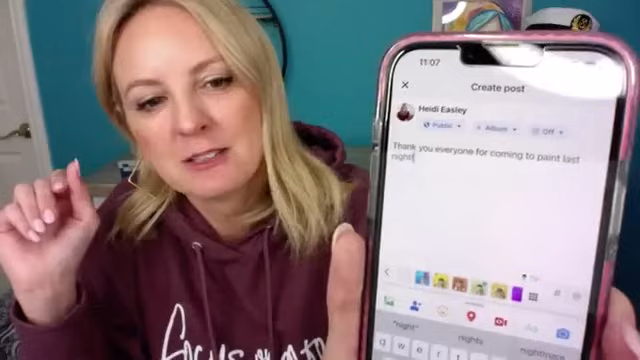 11:07
Create post
Heidi Easley
Public
Album
Off
Thank you everyone for coming to paint last
night!
Aa
"night"
nights
q w e r t y